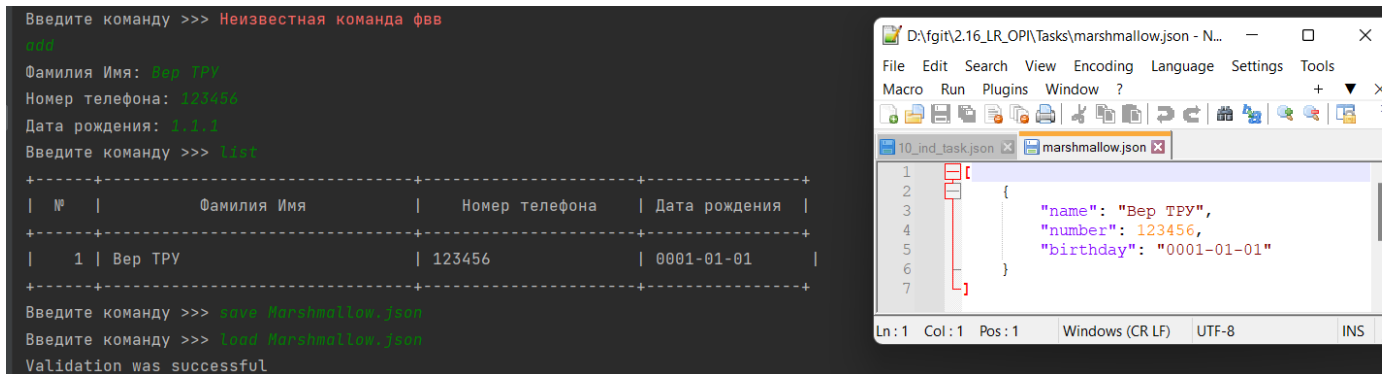 Введите команду >>> Неизвестная команда фвв
add
Фамилия Имя: Вер ТРУ
Номер телефона: 123456
Дата рождения: 1.1.1
Введите команду >>> list
+------+------------------------------+--------------------+---------------+
| № | Фамилия Имя | Номер телефона | Дата рождения |
+------+------------------------------+--------------------+---------------+
| 1 | Вер ТРУ | 123456 | 0001-01-01 |
+------+------------------------------+--------------------+---------------+
Введите команду >>> save Marshmallow.json
Введите команду >>> load Marshmallow.json
Validation was successful
D:\fgit\2.16_LR_OPI\Tasks\marshmallow.json - N...
File Edit Search View Encoding Language Settings Tools
Macro Run Plugins Window ?
10_ind_task.json marshmallow.json
1 [
2 {
3 "name": "Вер ТРУ",
4 "number": 123456,
5 "birthday": "0001-01-01"
6 }
7 ]
Ln : 1 Col : 1 Pos : 1 Windows (CR LF) UTF-8 INS